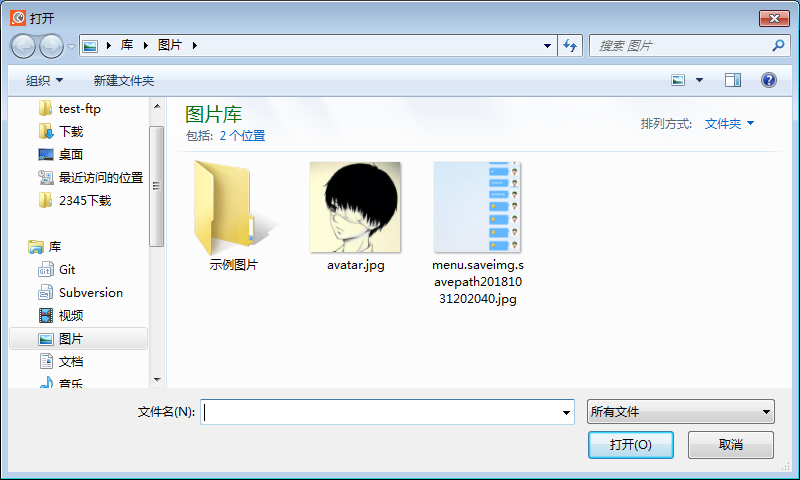 打开
库 图片
搜索 图片
组织 新建文件夹
test-ftp
下载
桌面
最近访问的位置
2345下载
库
Git
Subversion
视频
图片
文档
音乐
图片库
包括: 2 个位置
排列方式: 文件夹
示例图片
avatar.jpg
menu.saveimg.s
avepath201810
31202040.jpg
文件名(N):
所有文件
打开(O)
取消